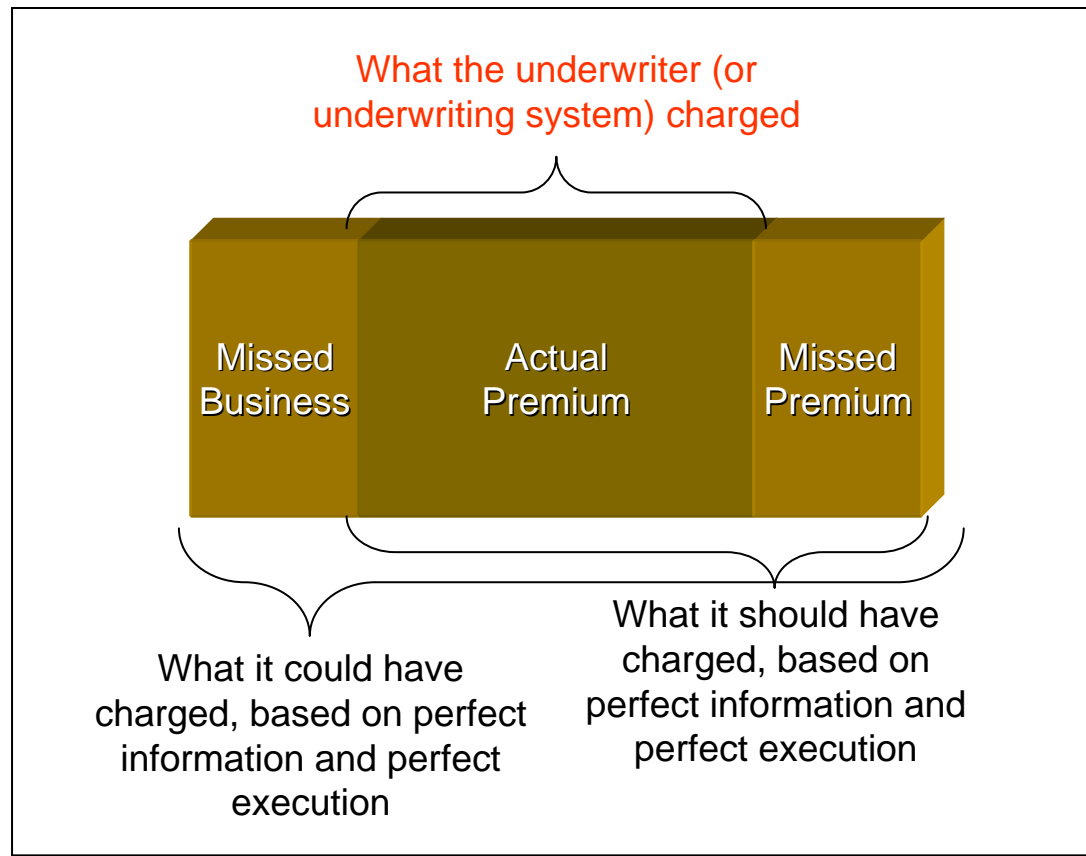 What the underwriter (or
underwriting system) charged
Missed
Business
Actual
Premium
Missed
Premium
What it could have
charged, based on perfect
information and perfect
execution
What it should have
charged, based on
perfect information and
perfect execution